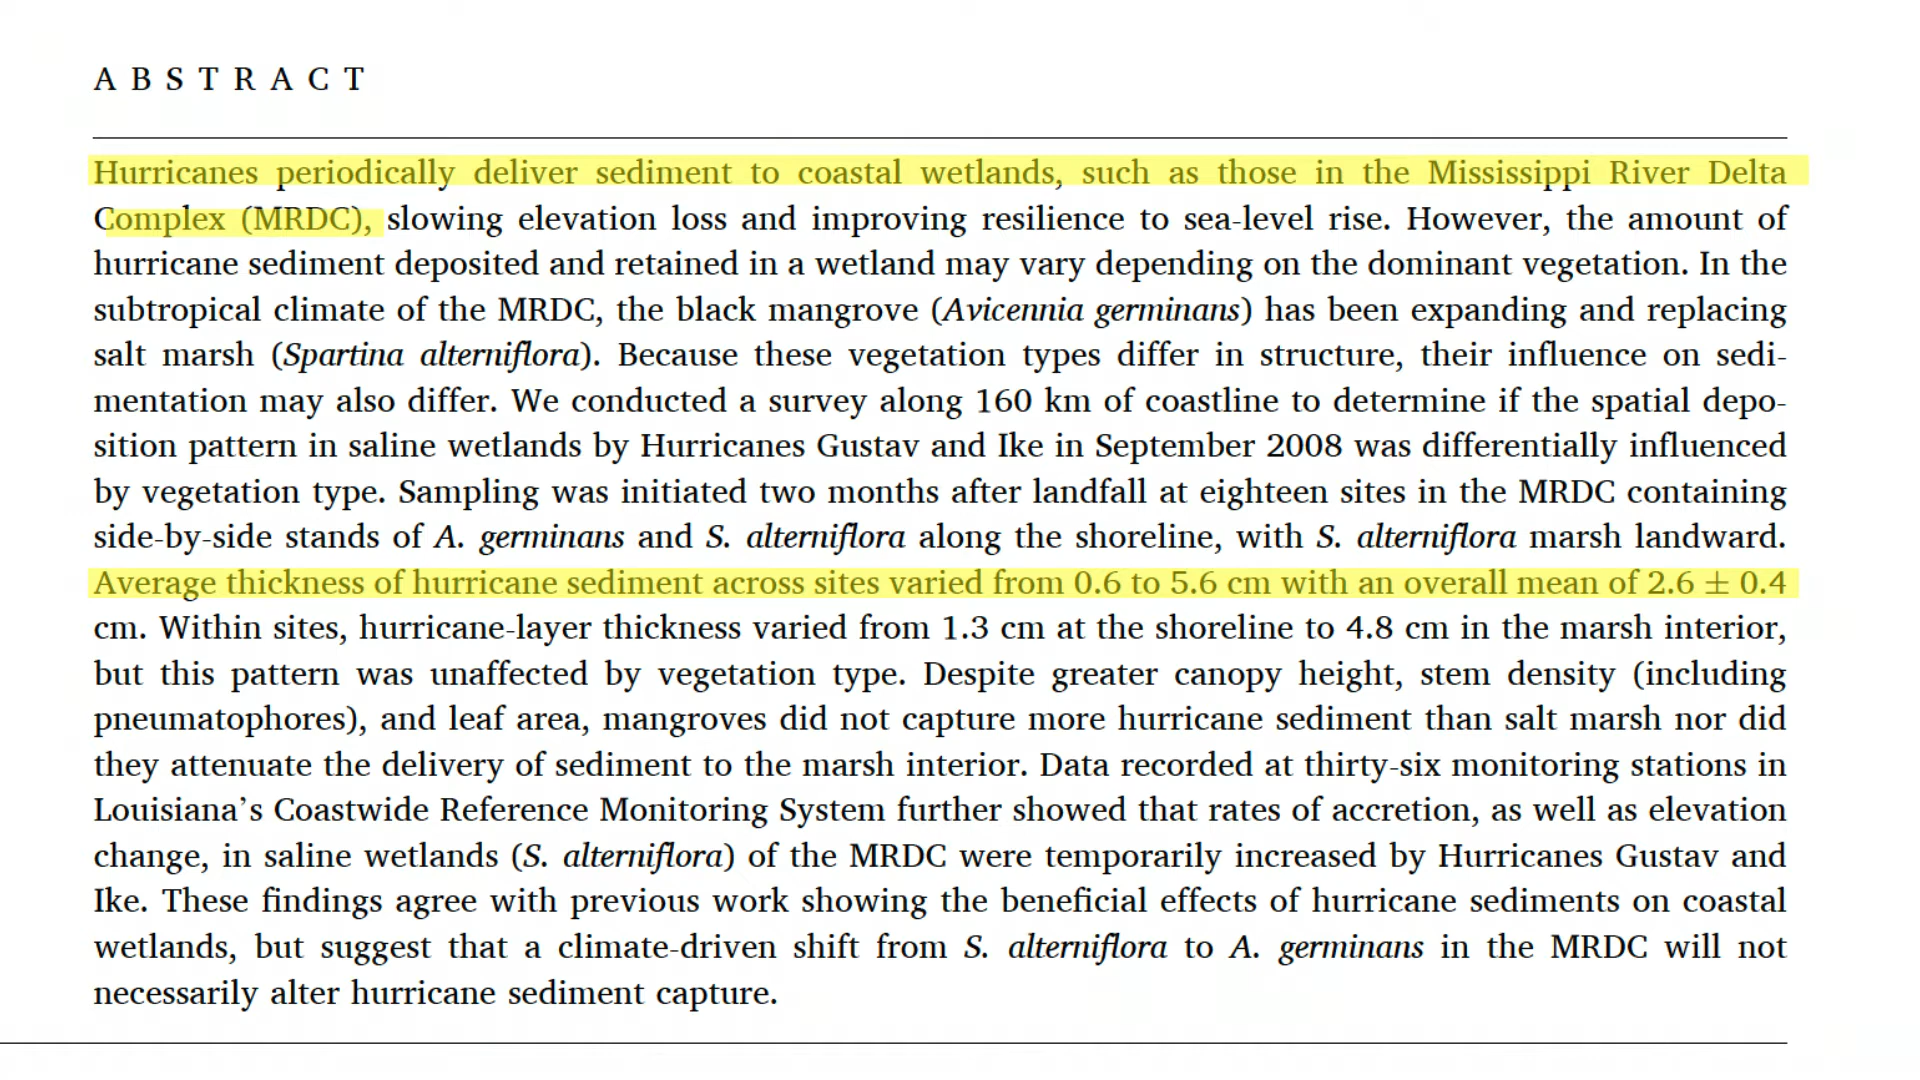 A B S T R A C T
Hurricanes periodically deliver sediment to coastal wetlands, such as those in the Mississippi River Delta
Complex (MRDC), slowing elevation loss and improving resilience to sea-level rise. However, the amount of
hurricane sediment deposited and retained in a wetland may vary depending on the dominant vegetation. In the
subtropical climate of the MRDC, the black mangrove (Avicennia germinans) has been expanding and replacing
salt marsh (Spartina alterniflora). Because these vegetation types differ in structure, their influence on sedi-
mentation may also differ. We conducted a survey along 160 km of coastline to determine if the spatial depo-
sition pattern in saline wetlands by Hurricanes Gustav and Ike in September 2008 was differentially influenced
by vegetation type. Sampling was initiated two months after landfall at eighteen sites in the MRDC containing
side-by-side stands of A. germinans and S. alterniflora along the shoreline, with S. alterniflora marsh landward.
Average thickness of hurricane sediment across sites varied from 0.6 to 5.6 cm with an overall mean of 2.6 ± 0.4
cm. Within sites, hurricane-layer thickness varied from 1.3 cm at the shoreline to 4.8 cm in the marsh interior,
but this pattern was unaffected by vegetation type. Despite greater canopy height, stem density (including
pneumatophores), and leaf area, mangroves did not capture more hurricane sediment than salt marsh nor did
they attenuate the delivery of sediment to the marsh interior. Data recorded at thirty-six monitoring stations in
Louisiana’s Coastwide Reference Monitoring System further showed that rates of accretion, as well as elevation
change, in saline wetlands (S. alterniflora) of the MRDC were temporarily increased by Hurricanes Gustav and
Ike. These findings agree with previous work showing the beneficial effects of hurricane sediments on coastal
wetlands, but suggest that a climate-driven shift from S. alterniflora to A. germinans in the MRDC will not
necessarily alter hurricane sediment capture.